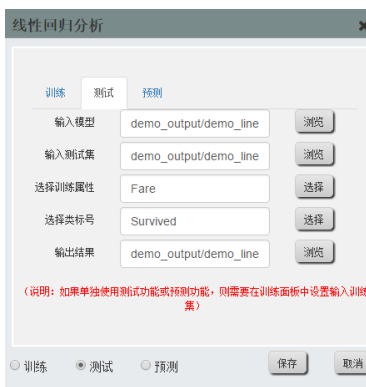 线性回归分析
训练 测试 预测
输入模型 demo_output/demo_line 浏览
输入测试集 demo_output/demo_line 浏览
选择训练属性 Fare 选择
选择类标号 Survived 选择
输出结果 demo_output/demo_line 浏览
（说明：如果单独使用测试功能或预测功能，则需要在训练面板中设置输入训练
集）
训练 测试 预测 保存 取消